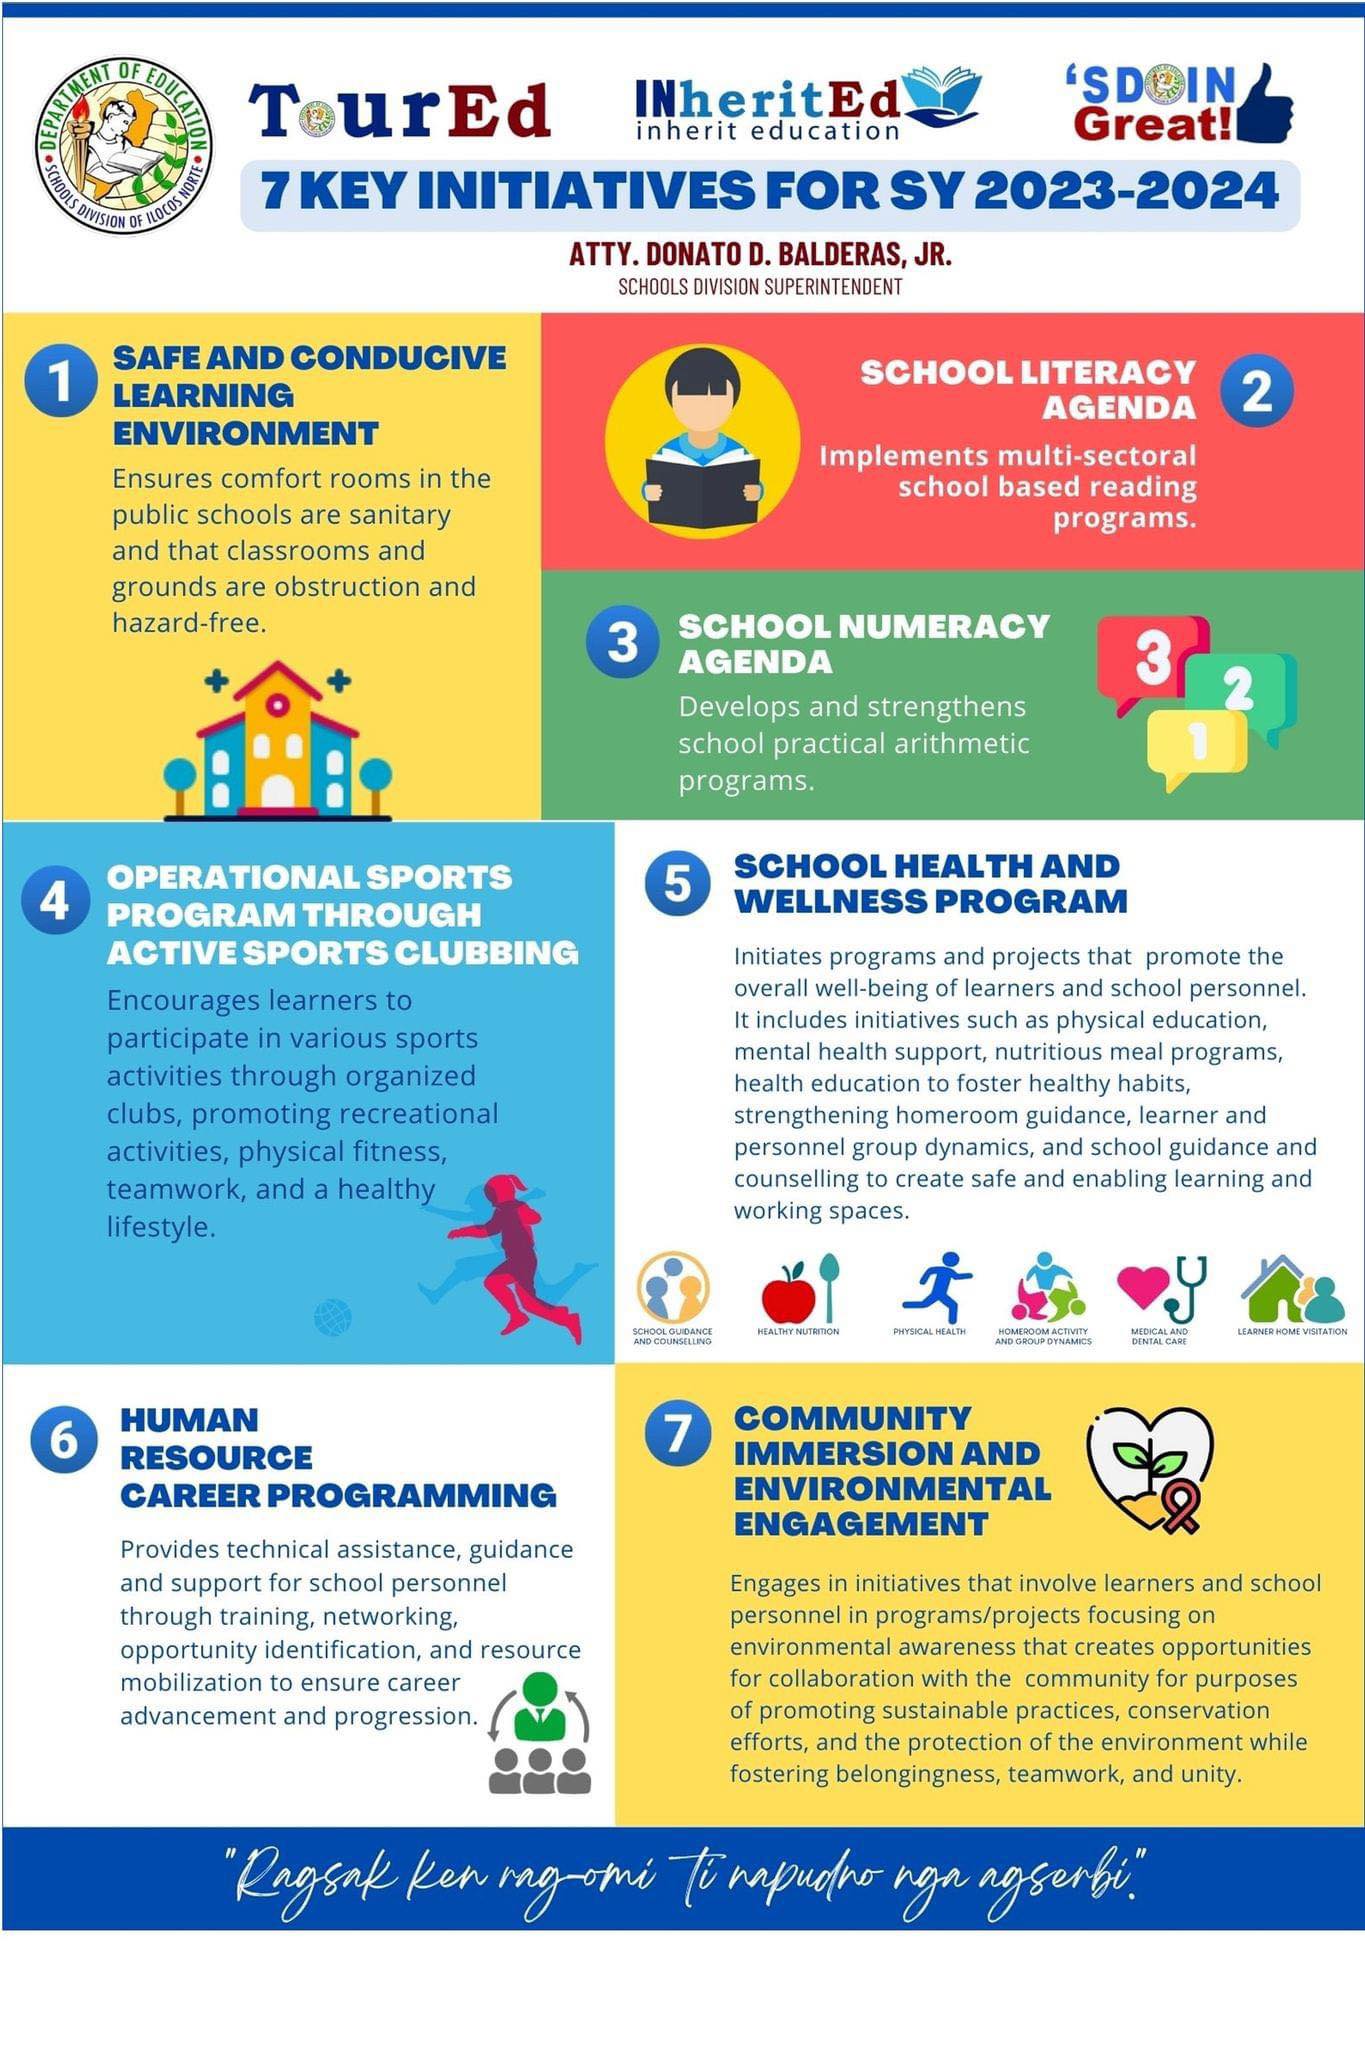 DEPARTMENT OF EDUCATION
SCHOOLS DIVISION OF ILOCOS NORTE
TourEd
INheritEd
inherit education
‘SDOIN
Great!
7 KEY INITIATIVES FOR SY 2023-2024
ATTY. DONATO D. BALDERAS, JR.
SCHOOLS DIVISION SUPERINTENDENT
1
SAFE AND CONDUCIVE
LEARNING
ENVIRONMENT
Ensures comfort rooms in the
public schools are sanitary
and that classrooms and
grounds are obstruction and
hazard-free.
2
SCHOOL LITERACY
AGENDA
Implements multi-sectoral
school based reading
programs.
3
SCHOOL NUMERACY
AGENDA
Develops and strengthens
school practical arithmetic
programs.
3
2
1
4
OPERATIONAL SPORTS
PROGRAM THROUGH
ACTIVE SPORTS CLUBBING
Encourages learners to
participate in various sports
activities through organized
clubs, promoting recreational
activities, physical fitness,
teamwork, and a healthy
lifestyle.
5
SCHOOL HEALTH AND
WELLNESS PROGRAM
Initiates programs and projects that promote the
overall well-being of learners and school personnel.
It includes initiatives such as physical education,
mental health support, nutritious meal programs,
health education to foster healthy habits,
strengthening homeroom guidance, learner and
personnel group dynamics, and school guidance and
counselling to create safe and enabling learning and
working spaces.
SCHOOL GUIDANCE
AND COUNSELLING
HEALTHY NUTRITION
PHYSICAL HEALTH
HOMEROOM ACTIVITY
AND GROUP DYNAMICS
MEDICAL AND
DENTAL CARE
LEARNER HOME VISITATION
6
HUMAN
RESOURCE
CAREER PROGRAMMING
Provides technical assistance, guidance
and support for school personnel
through training, networking,
opportunity identification, and resource
mobilization to ensure career
advancement and progression.
7
COMMUNITY
IMMERSION AND
ENVIRONMENTAL
ENGAGEMENT
Engages in initiatives that involve learners and school
personnel in programs/projects focusing on
environmental awareness that creates opportunities
for collaboration with the community for purposes
of promoting sustainable practices, conservation
efforts, and the protection of the environment while
fostering belongingness, teamwork, and unity.
"Ragsak ken rag-omi ti napudno nga agserbi."